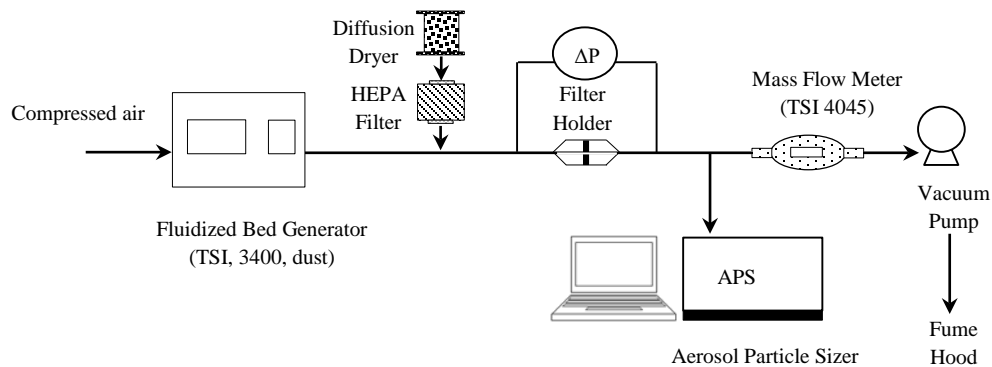 Diffusion
Dryer
HEPA
Filter
ΔP
Filter
Holder
Mass Flow Meter
(TSI 4045)
Compressed air
Fluidized Bed Generator
(TSI, 3400, dust)
Vacuum
Pump
APS
Aerosol Particle Sizer
Fume
Hood